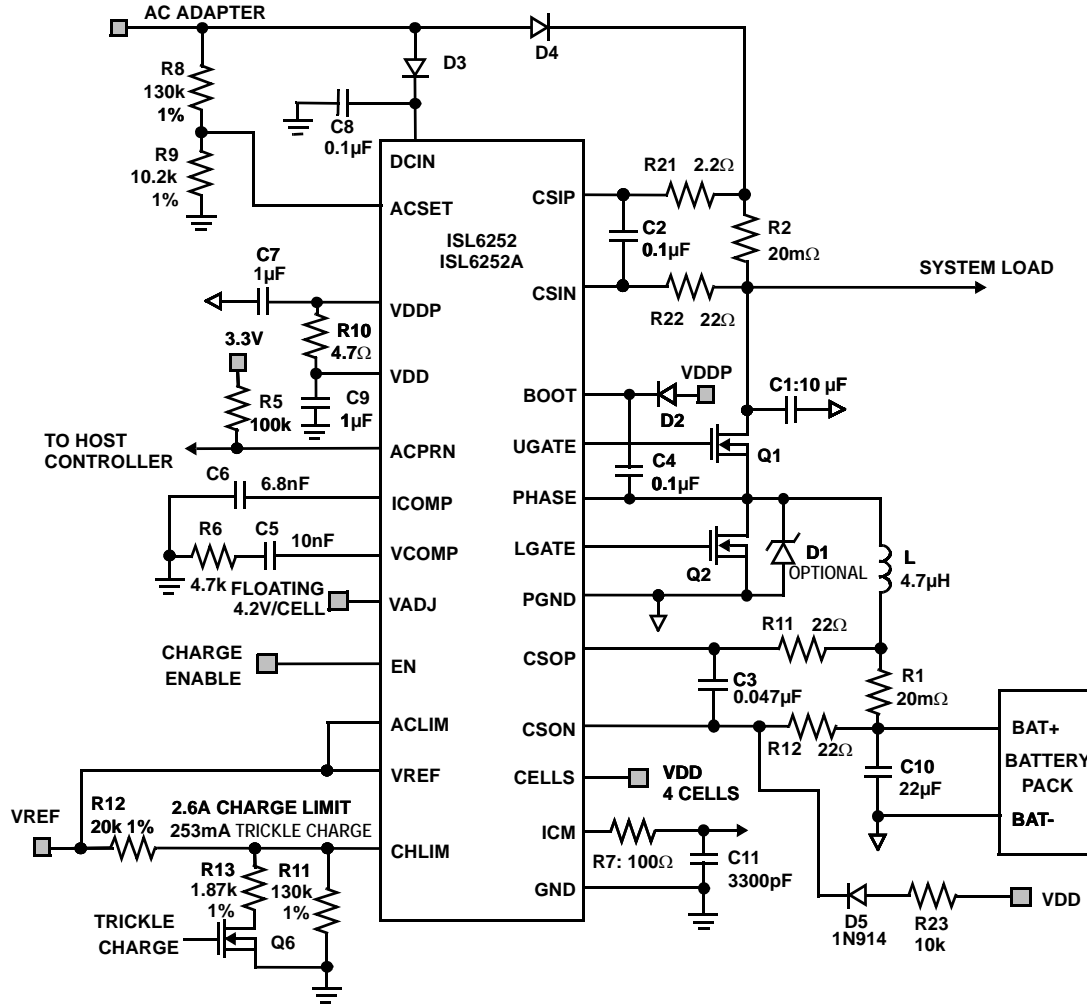 AC ADAPTER
D4
D3
R8
130k
1%
C8
0.1µF
R9
10.2k
1%
DCIN
ACSET
ISL6252
ISL6252A
CSIP
R21 2.2Ω
C2
0.1µF
R2
20mΩ
CSIN
R22 22Ω
SYSTEM LOAD
C7
1µF
VDDP
R10
4.7Ω
3.3V
VDD
C9
1µF
R5
100k
BOOT
VDDP
D2
C1:10 µF
TO HOST
CONTROLLER
ACPRN
UGATE
Q1
C4
0.1µF
C6
6.8nF
ICOMP
PHASE
R6
4.7k
C5
10nF
VCOMP
LGATE
Q2
D1
OPTIONAL
L
4.7µH
FLOATING
4.2V/CELL
VADJ
PGND
R11 22Ω
CHARGE
ENABLE
EN
CSOP
C3
0.047µF
R1
20mΩ
ACLIM
CSON
R12 22Ω
BAT+
BATTERY
PACK
BAT-
C10
22µF
VREF
CELLS
VDD
4 CELLS
VREF
R12
20k 1%
2.6A CHARGE LIMIT
253mA TRICKLE CHARGE
CHLIM
ICM
R7: 100Ω
C11
3300pF
R13
1.87k
1%
R11
130k
1%
GND
TRICKLE
CHARGE
Q6
D5
1N914
R23
10k
VDD